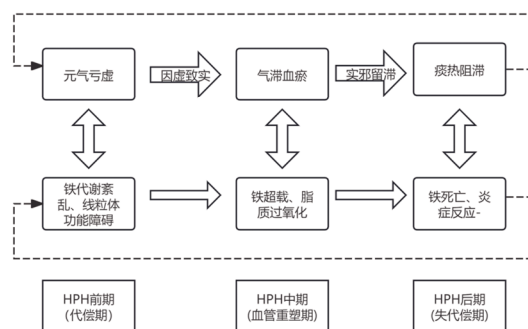 元气亏虚
因虚致实
气滞血瘀
实邪留滞
痰热阻滞
铁代谢紊
乱、线粒体
功能障碍
铁超载、脂
质过氧化
铁死亡、炎
症反应-
HPH前期
(代偿期)
HPH中期
(血管重塑期)
HPH后期
(失代偿期)